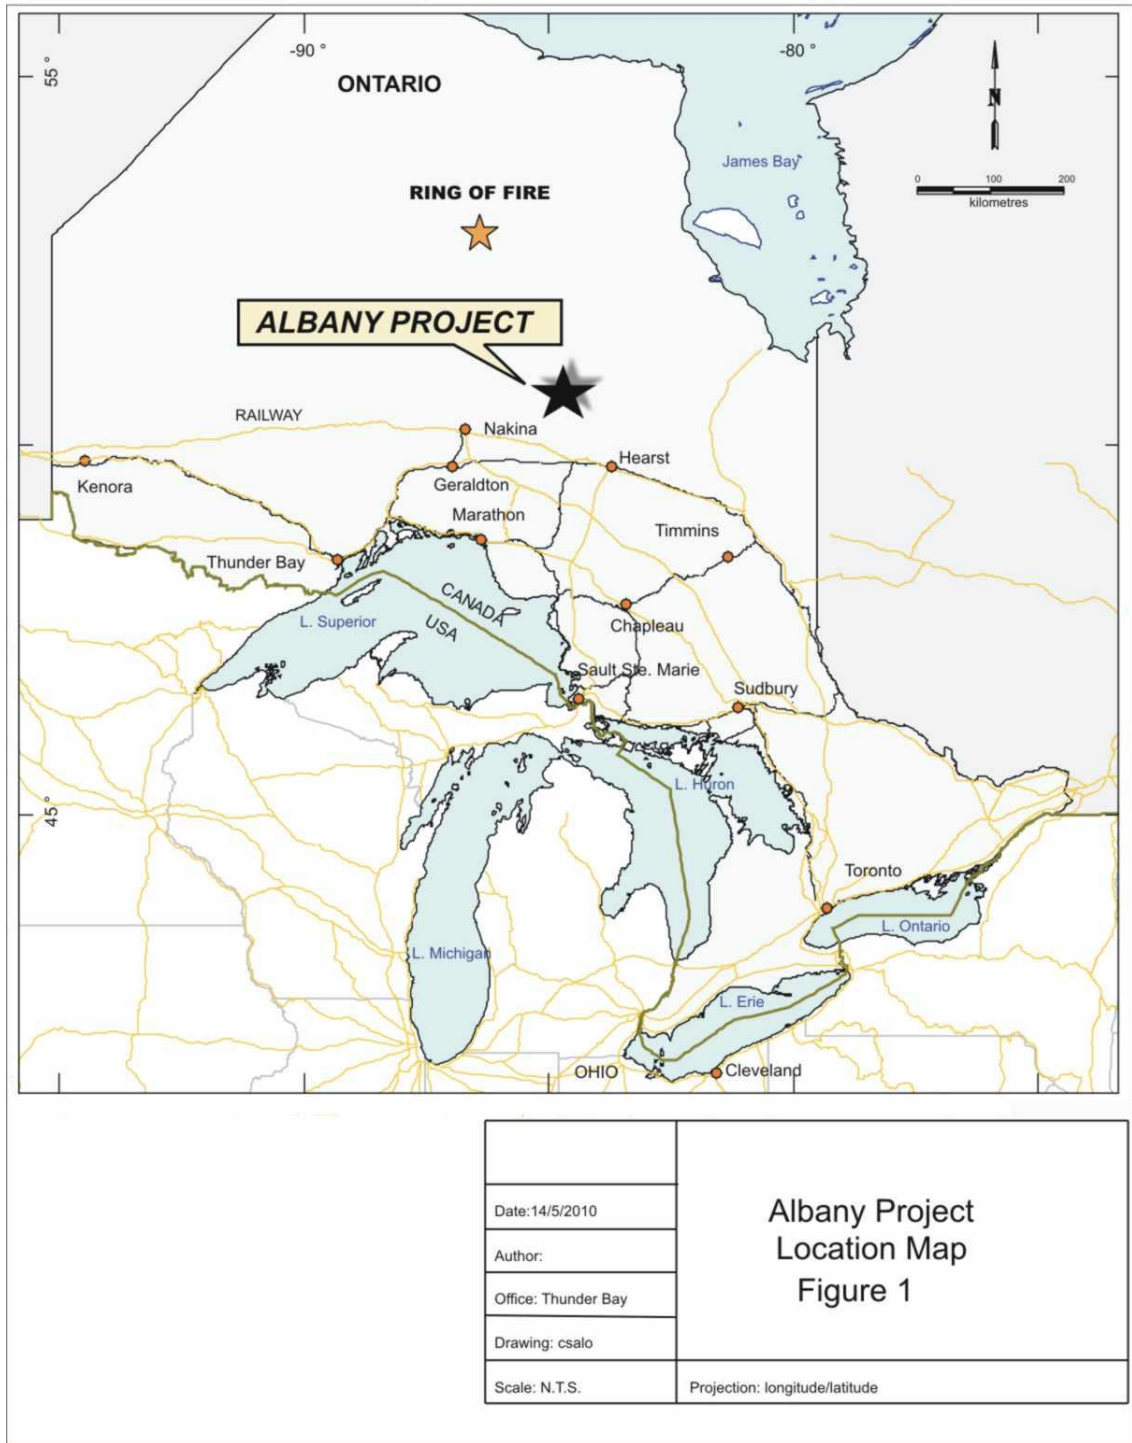 -90 °
-80 °
55 °
ONTARIO
N
James Bay
0 100 200
kilometres
RING OF FIRE
ALBANY PROJECT
RAILWAY
Nakina
Hearst
Kenora
Geraldton
Marathon
Timmins
Thunder Bay
CANADA
USA
L. Superior
Chapleau
Sault Ste. Marie
Sudbury
L. Huron
45 °
Toronto
L. Ontario
L. Michigan
L. Erie
OHIO
Cleveland
Date:14/5/2010
Author:
Office: Thunder Bay
Drawing: csalo
Scale: N.T.S.
Albany Project
Location Map
Figure 1
Projection: longitude/latitude